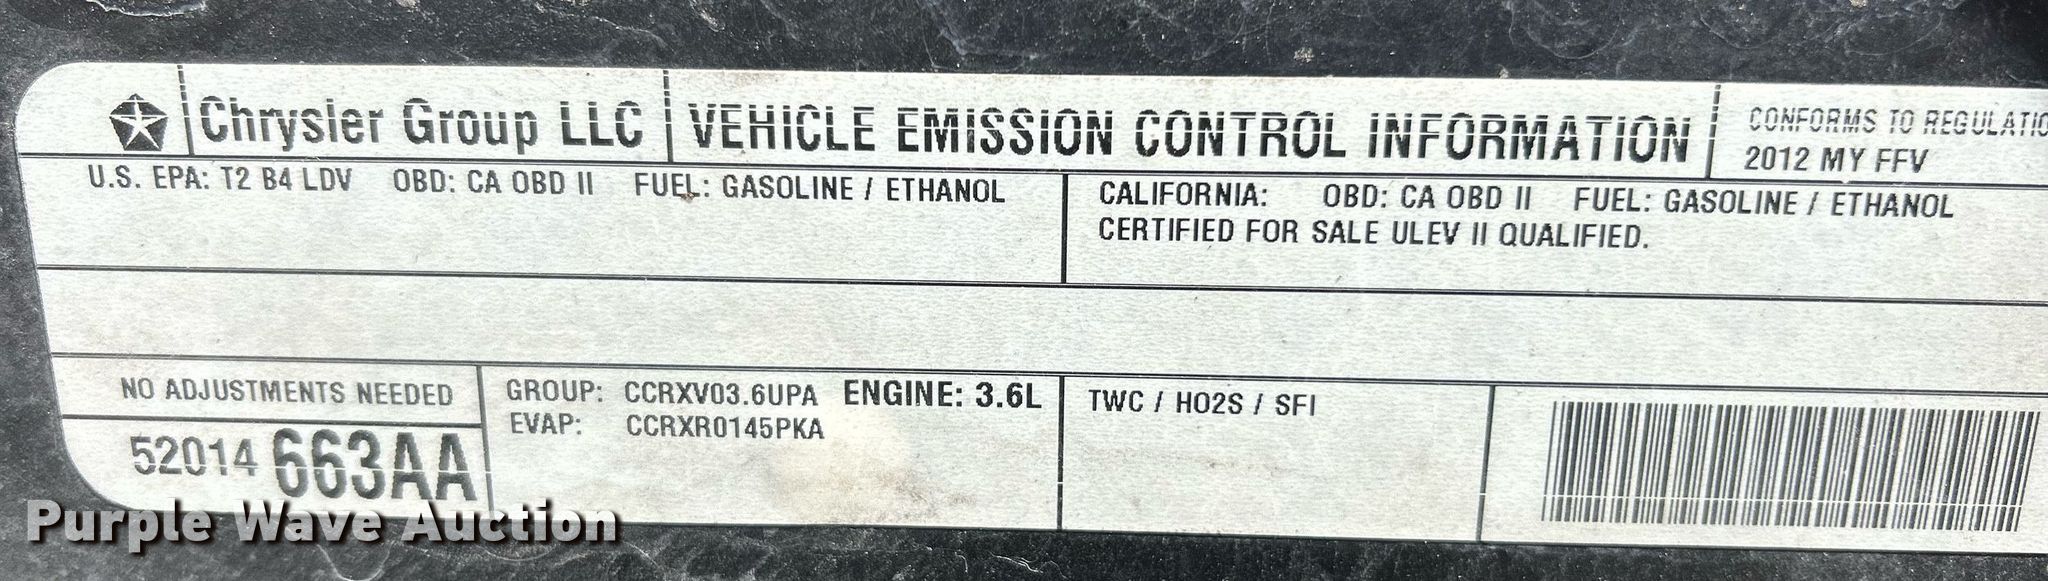 Chrysler Group LLC
VEHICLE EMISSION CONTROL INFORMATION
CONFORMS TO
2012 MY FFV
U.S. EPA: T2 B4 LDV OBD: CA OBD II FUEL: GASOLINE / ETHANOL
CALIFORNIA: OBD: CA OBD II FUEL: GASOLINE / ETHANOL
CERTIFIED FOR SALE ULEV II QUALIFIED.
NO ADJUSTMENTS NEEDED
52014 663AA
GROUP: CCRXV03.6UPA ENGINE: 3.6L
EVAP: CCRXR0145PKA
TWC / HO2S / SFI
Purple Wave Auction